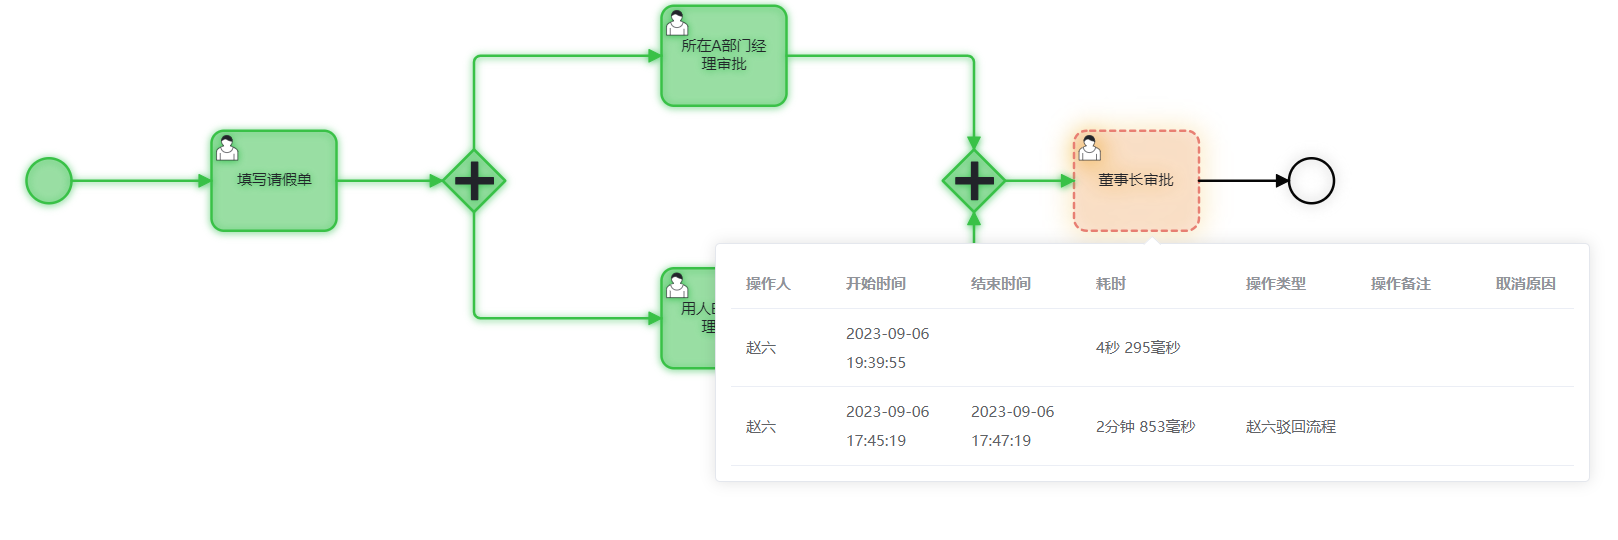 所在A部门经
理审批
填写请假单
董事长审批
用人
理
操作人 开始时间 结束时间 耗时 操作类型 操作备注 取消原因
赵六 2023-09-06 19:39:55 4秒 295毫秒
赵六 2023-09-06 17:45:19 2023-09-06 17:47:19 2分钟 853毫秒 赵六驳回流程